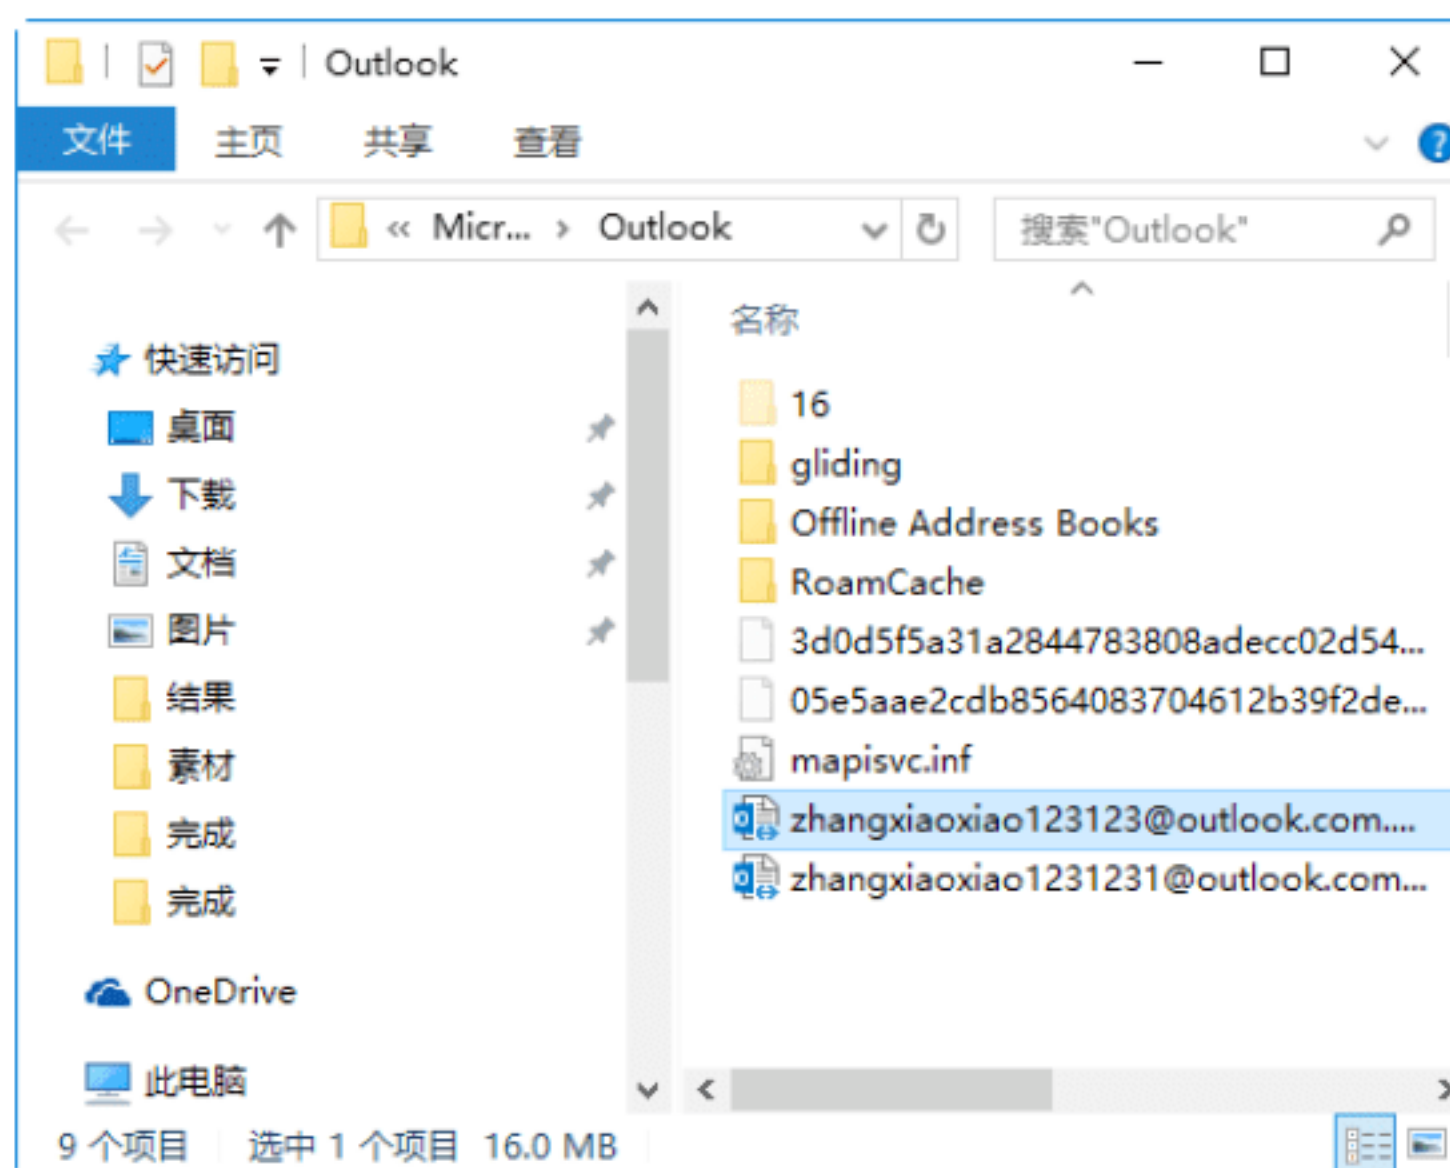 Outlook
文件 主页 共享 查看 ?
« Micr... › Outlook 搜索"Outlook"
名称
快速访问
桌面
下载
文档
图片
结果
素材
完成
完成
OneDrive
此电脑
16
gliding
Offline Address Books
RoamCache
3d0d5f5a31a2844783808adecc02d54...
05e5aae2cdb8564083704612b39f2de...
mapisvc.inf
zhangxiaoxiao123123@outlook.com....
zhangxiaoxiao1231231@outlook.com...
9 个项目 选中 1 个项目 16.0 MB